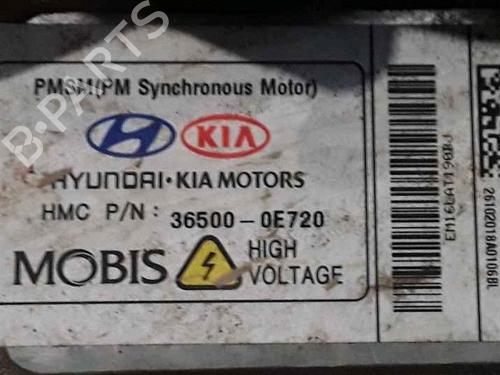 PMSM(PM Synchronous Motor)
KIA
HYUNDAI·KIA MOTORS
HMC P/N: 36500-0E720
MOBIS
HIGH
VOLTAGE
B-PARTS